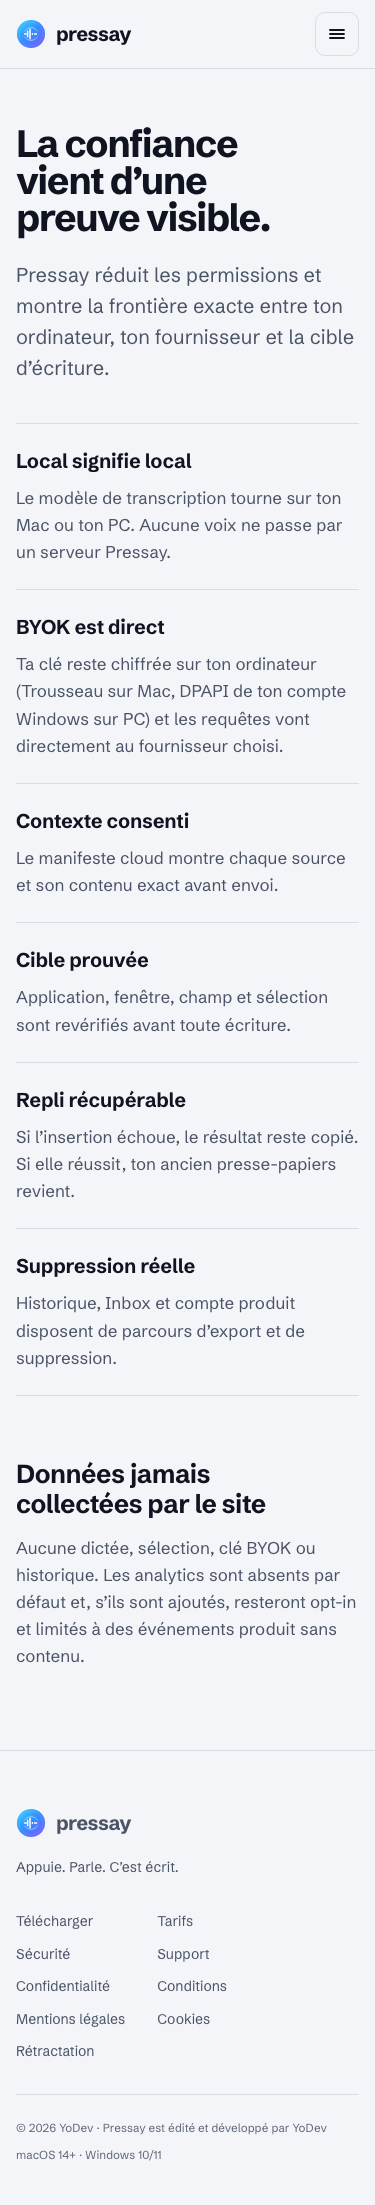 pressay
La confiance
vient d’une
preuve visible.
Pressay réduit les permissions et
montre la frontière exacte entre ton
ordinateur, ton fournisseur et la cible
d’écriture.
Local signifie local
Le modèle de transcription tourne sur ton
Mac ou ton PC. Aucune voix ne passe par
un serveur Pressay.
BYOK est direct
Ta clé reste chiffrée sur ton ordinateur
(Trousseau sur Mac, DPAPI de ton compte
Windows sur PC) et les requêtes vont
directement au fournisseur choisi.
Contexte consenti
Le manifeste cloud montre chaque source
et son contenu exact avant envoi.
Cible prouvée
Application, fenêtre, champ et sélection
sont revérifiés avant toute écriture.
Repli récupérable
Si l’insertion échoue, le résultat reste copié.
Si elle réussit, ton ancien presse-papiers
revient.
Suppression réelle
Historique, Inbox et compte produit
disposent de parcours d’export et de
suppression.
Données jamais
collectées par le site
Aucune dictée, sélection, clé BYOK ou
historique. Les analytics sont absents par
défaut et, s’ils sont ajoutés, resteront opt-in
et limités à des événements produit sans
contenu.
pressay
Appuie. Parle. C’est écrit.
Télécharger
Tarifs
Sécurité
Support
Confidentialité
Conditions
Mentions légales
Cookies
Rétractation
© 2026 YoDev · Pressay est édité et développé par YoDev
macOS 14+ · Windows 10/11